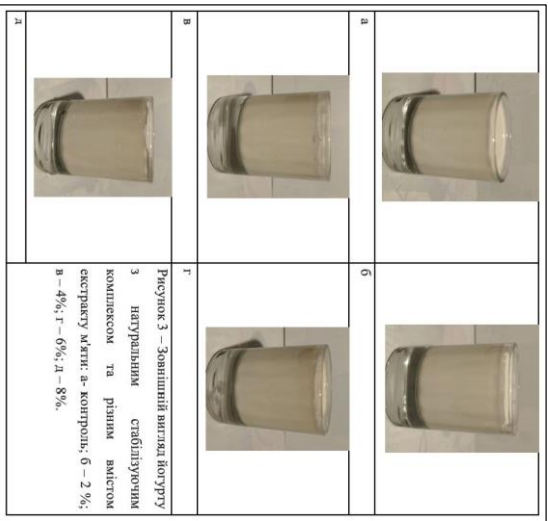 а
б
в
г
д
Рисунок 3 – Зовнішній вигляд йогурту
з натуральним стабілізуючим
комплексом та різним вмістом
екстракту м'яти: а- контроль; б – 2 %;
в – 4%; г – 6%; д – 8%.